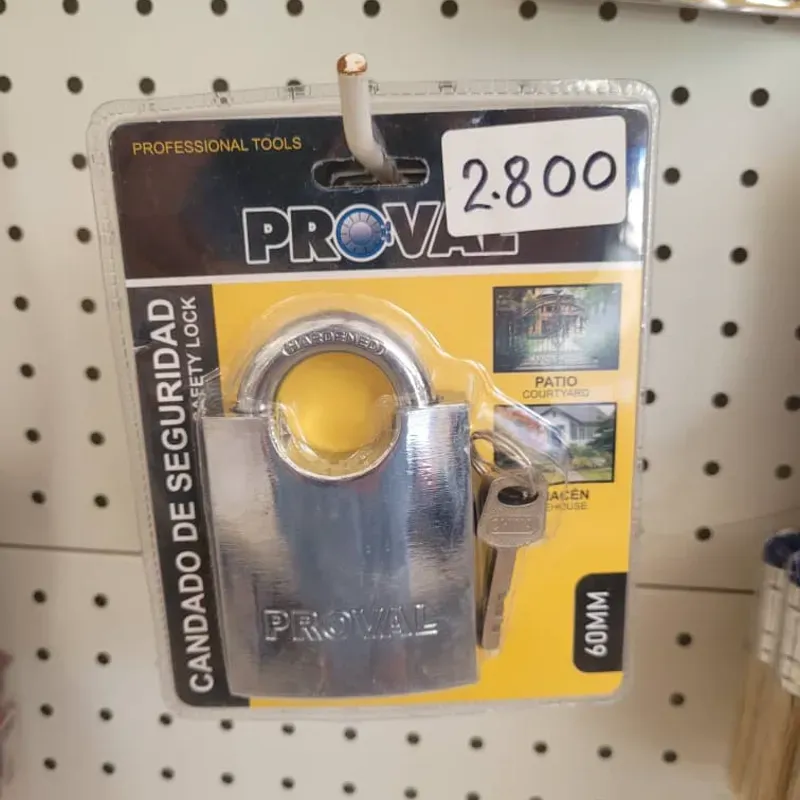 PROFESSIONAL TOOLS
2.800
PROVAL
CANDADO DE SEGURIDAD
SAFETY LOCK
HARDENED
PATIO
COURTYARD
PROVAL
60MM